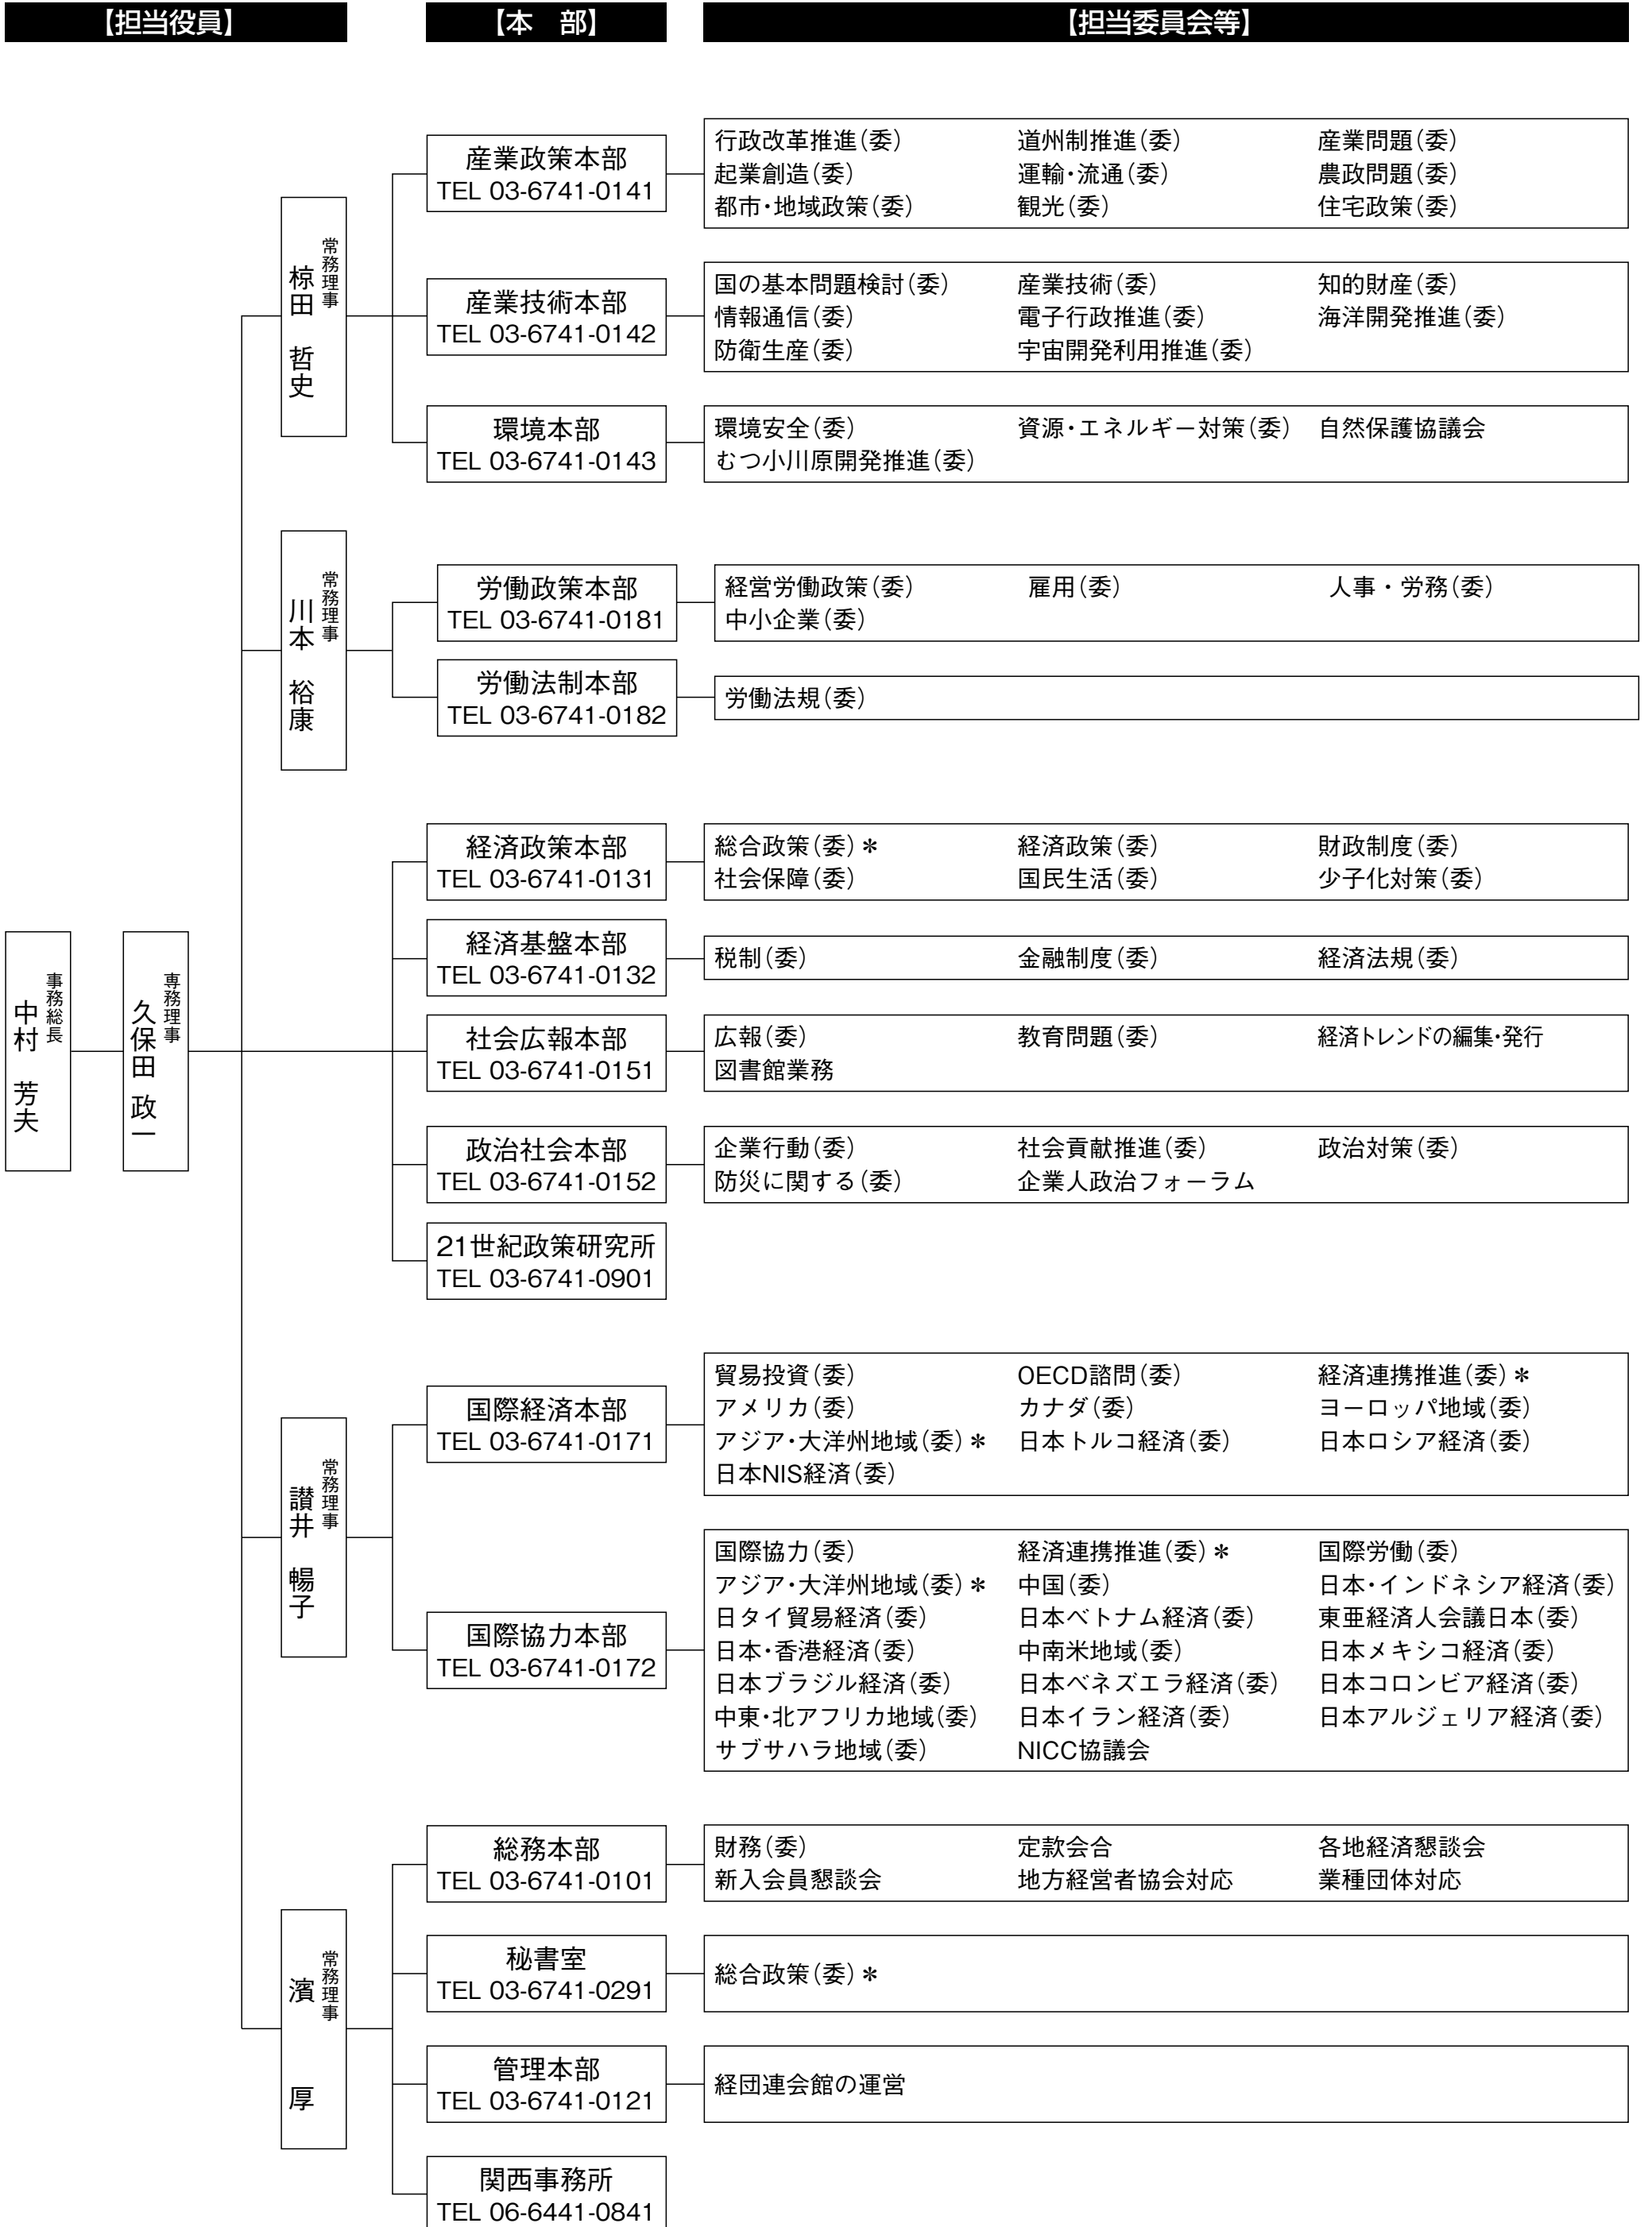 【担当役員】
【本　部】
【担当委員会等】
事務総長
中村　芳夫
専務理事
久保田 政一
常務理事
椋田　哲史
産業政策本部
TEL 03-6741-0141
行政改革推進(委)　道州制推進(委)　産業問題(委)
起業創造(委)　運輸・流通(委)　農政問題(委)
都市・地域政策(委)　観光(委)　住宅政策(委)
産業技術本部
TEL 03-6741-0142
国の基本問題検討(委)　産業技術(委)　知的財産(委)
情報通信(委)　電子行政推進(委)　海洋開発推進(委)
防衛生産(委)　宇宙開発利用推進(委)
環境本部
TEL 03-6741-0143
環境安全(委)　資源・エネルギー対策(委)　自然保護協議会
むつ小川原開発推進(委)
常務理事
川本　裕康
労働政策本部
TEL 03-6741-0181
経営労働政策(委)　雇用(委)　人事・労務(委)
中小企業(委)
労働法制本部
TEL 03-6741-0182
労働法規(委)
経済政策本部
TEL 03-6741-0131
総合政策(委)＊　経済政策(委)　財政制度(委)
社会保障(委)　国民生活(委)　少子化対策(委)
経済基盤本部
TEL 03-6741-0132
税制(委)　金融制度(委)　経済法規(委)
社会広報本部
TEL 03-6741-0151
広報(委)　教育問題(委)　経済トレンドの編集・発行
図書館業務
政治社会本部
TEL 03-6741-0152
企業行動(委)　社会貢献推進(委)　政治対策(委)
防災に関する(委)　企業人政治フォーラム
21世紀政策研究所
TEL 03-6741-0901
常務理事
讃井　暢子
国際経済本部
TEL 03-6741-0171
貿易投資(委)　OECD諮問(委)　経済連携推進(委)＊
アメリカ(委)　カナダ(委)　ヨーロッパ地域(委)
アジア・大洋州地域(委)＊　日本トルコ経済(委)　日本ロシア経済(委)
日本NIS経済(委)
国際協力本部
TEL 03-6741-0172
国際協力(委)　経済連携推進(委)＊　国際労働(委)
アジア・大洋州地域(委)＊　中国(委)　日本・インドネシア経済(委)
日タイ貿易経済(委)　日本ベトナム経済(委)　東亜経済人会議日本(委)
日本・香港経済(委)　中南米地域(委)　日本メキシコ経済(委)
日本ブラジル経済(委)　日本ベネズエラ経済(委)　日本コロンビア経済(委)
中東・北アフリカ地域(委)　日本イラン経済(委)　日本アルジェリア経済(委)
サブサハラ地域(委)　NICC協議会
常務理事
濱　厚
総務本部
TEL 03-6741-0101
財務(委)　定款会合　各地経済懇談会
新入会員懇談会　地方経営者協会対応　業種団体対応
秘書室
TEL 03-6741-0291
総合政策(委)＊
管理本部
TEL 03-6741-0121
経団連会館の運営
関西事務所
TEL 06-6441-0841